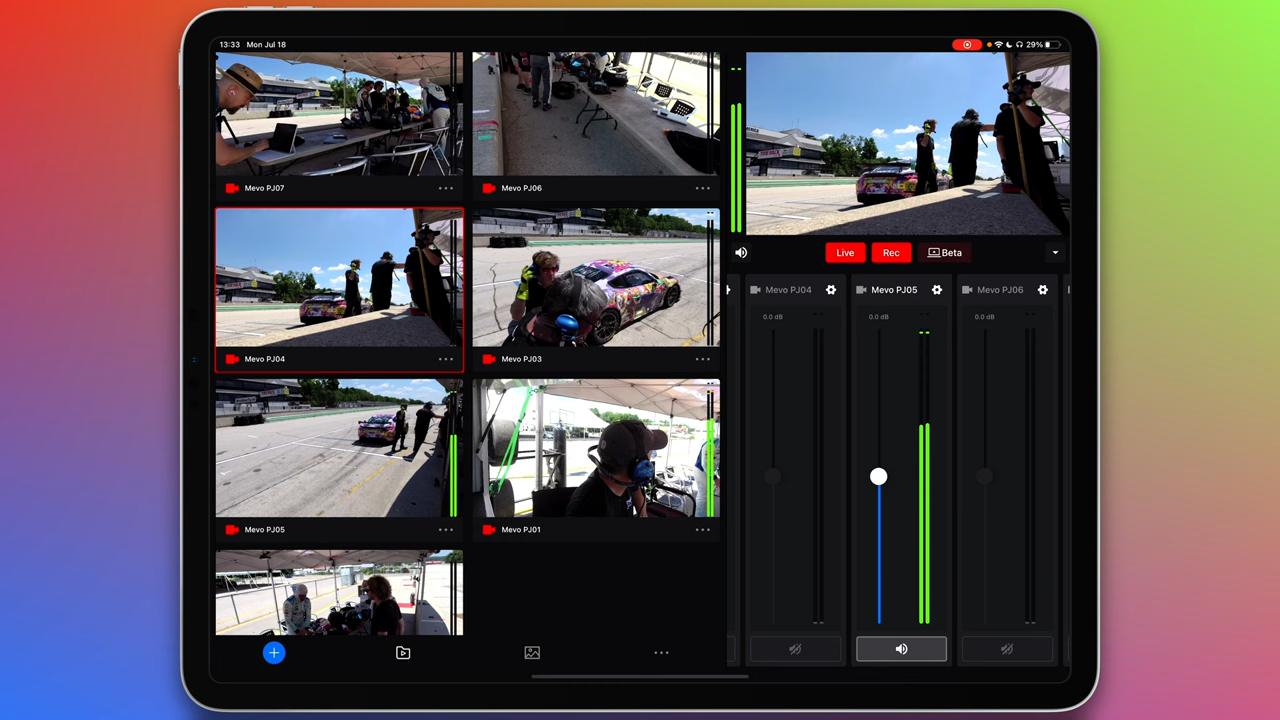 13:33 Mon Jul 18
29%
Mevo PJ07
Mevo PJ06
Mevo PJ04
Mevo PJ03
Mevo PJ05
Mevo PJ01
Live
Rec
Beta
Mevo PJ04
Mevo PJ05
Mevo PJ06
0.0 dB
0.0 dB
0.0 dB